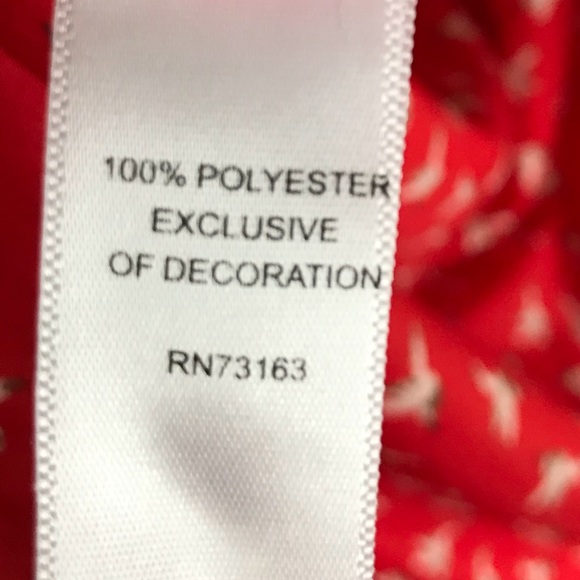 100% POLYESTER
EXCLUSIVE
OF DECORATION
RN73163